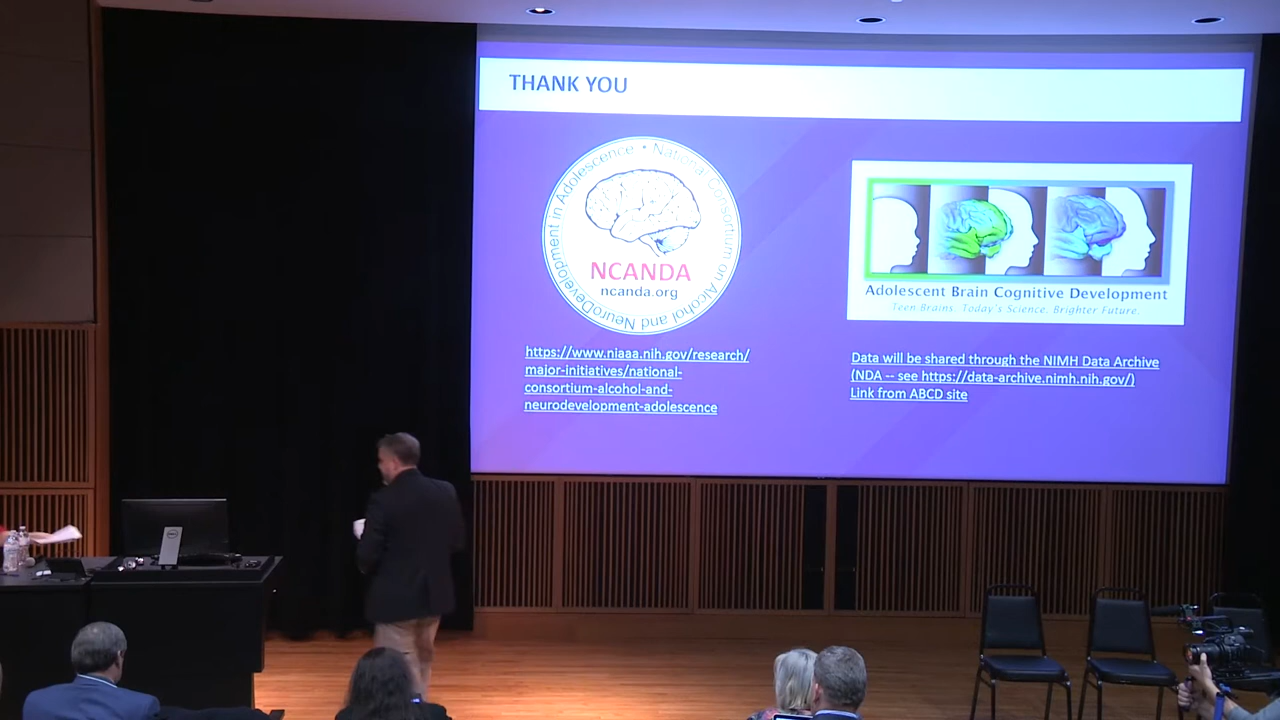 THANK YOU
National Consortium on Alcohol and NeuroDevelopment in Adolescence •
NCANDA
ncanda.org
https://www.niaaa.nih.gov/research/
major-initiatives/national-
consortium-alcohol-and-
neurodevelopment-adolescence
Adolescent Brain Cognitive Development
Teen Brains. Today's Science. Brighter Future.
Data will be shared through the NIMH Data Archive
(NDA -- see https://data-archive.nimh.nih.gov/)
Link from ABCD site
DELL